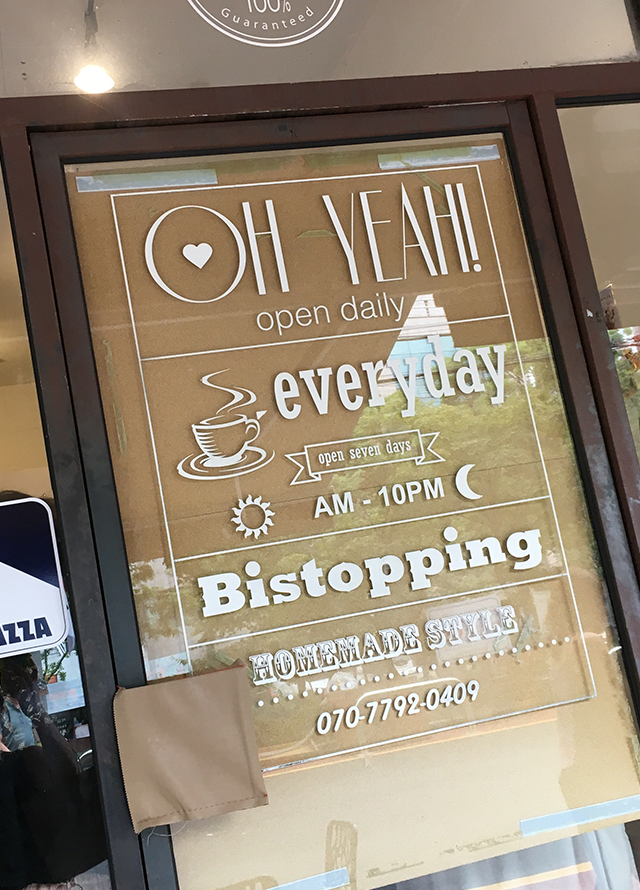 100%
Guaranteed
OH YEAH!
open daily
everyday
open seven days
AM - 10PM
Bistopping
HOMEMADE STYLE
070-7792-0409
AZZA